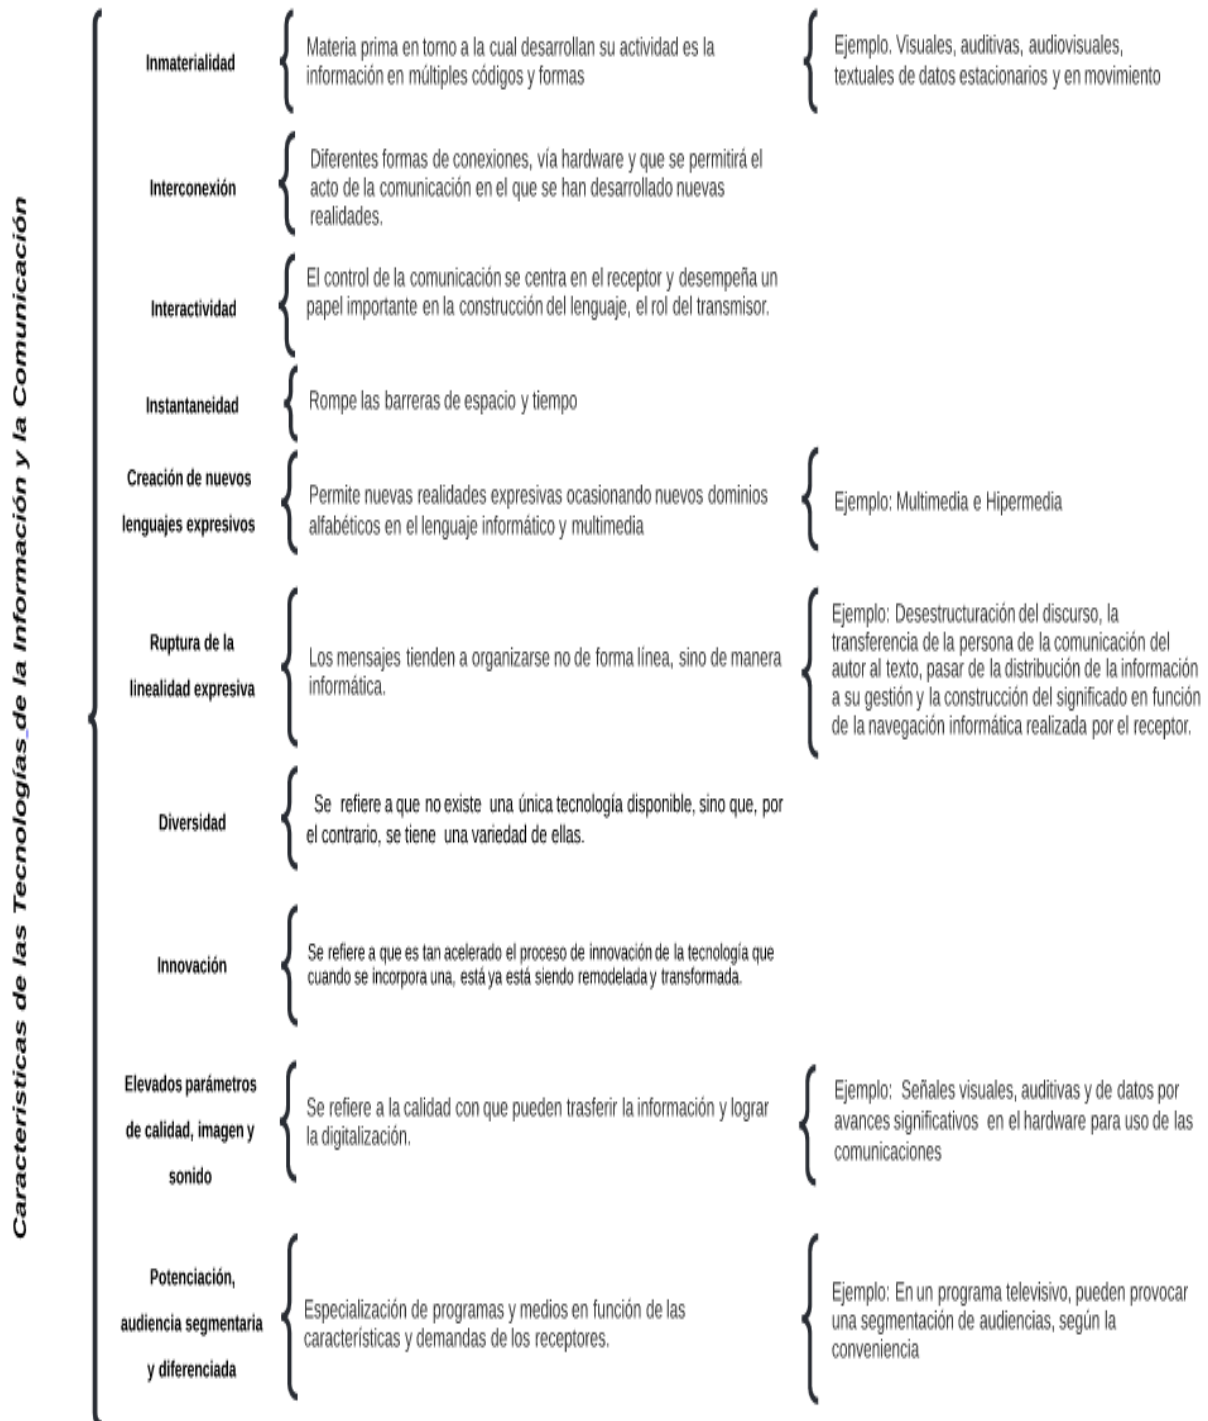 Caracteristicas de las Tecnologías de la Información y la Comunicación
Inmaterialidad
Materia prima en torno a la cual desarrollan su actividad es la
información en múltiples códigos y formas
Ejemplo. Visuales, auditivas, audiovisuales,
textuales de datos estacionarios y en movimiento
Interconexión
Diferentes formas de conexiones, vía hardware y que se permitirá el
acto de la comunicación en el que se han desarrollado nuevas
realidades.
Interactividad
El control de la comunicación se centra en el receptor y desempeña un
papel importante en la construcción del lenguaje, el rol del transmisor.
Instantaneidad
Rompe las barreras de espacio y tiempo
Creación de nuevos
lenguajes expresivos
Permite nuevas realidades expresivas ocasionando nuevos dominios
alfabéticos en el lenguaje informático y multimedia
Ejemplo: Multimedia e Hipermedia
Ruptura de la
linealidad expresiva
Los mensajes tienden a organizarse no de forma línea, sino de manera
informática.
Ejemplo: Desestructuración del discurso, la
transferencia de la persona de la comunicación del
autor al texto, pasar de la distribución de la información
a su gestión y la construcción del significado en función
de la navegación informática realizada por el receptor.
Diversidad
Se refiere a que no existe una única tecnología disponible, sino que, por
el contrario, se tiene una variedad de ellas.
Innovación
Se refiere a que es tan acelerado el proceso de innovación de la tecnología que
cuando se incorpora una, está ya está siendo remodelada y transformada.
Elevados parámetros
de calidad, imagen y
sonido
Se refiere a la calidad con que pueden trasferir la información y lograr
la digitalización.
Ejemplo: Señales visuales, auditivas y de datos por
avances significativos en el hardware para uso de las
comunicaciones
Potenciación,
audiencia segmentaria
y diferenciada
Especialización de programas y medios en función de las
características y demandas de los receptores.
Ejemplo: En un programa televisivo, pueden provocar
una segmentación de audiencias, según la
conveniencia